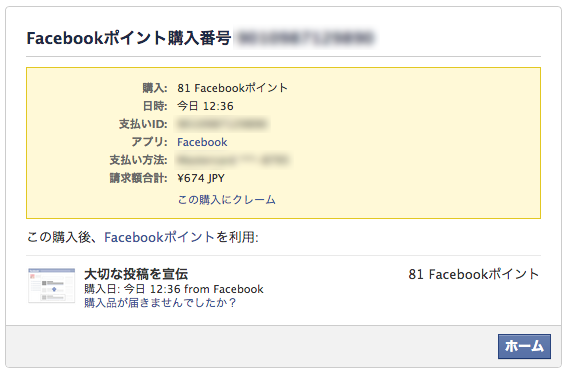 Facebookポイント購入番号
購入: 81 Facebookポイント
日時: 今日 12:36
支払いID:
アプリ: Facebook
支払い方法:
請求額合計: ¥674 JPY
この購入にクレーム
この購入後、Facebookポイントを利用:
大切な投稿を宣伝 81 Facebookポイント
購入日: 今日 12:36 from Facebook
購入品が届きませんでしたか？
ホーム